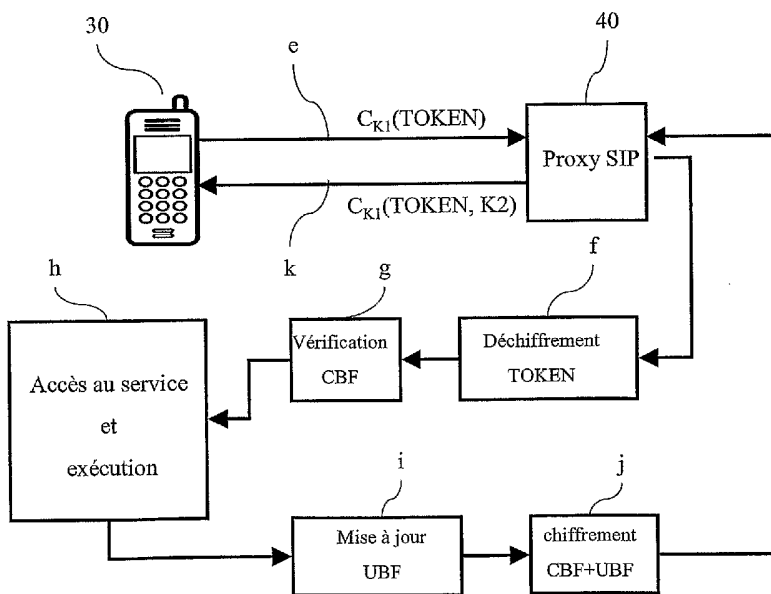 30
e
40
C_K1(TOKEN)
Proxy SIP
C_K1(TOKEN, K2)
k
h
g
f
Vérification
CBF
Déchiffrement
TOKEN
Accès au service
et
exécution
i
j
Mise à jour
UBF
chiffrement
CBF+UBF